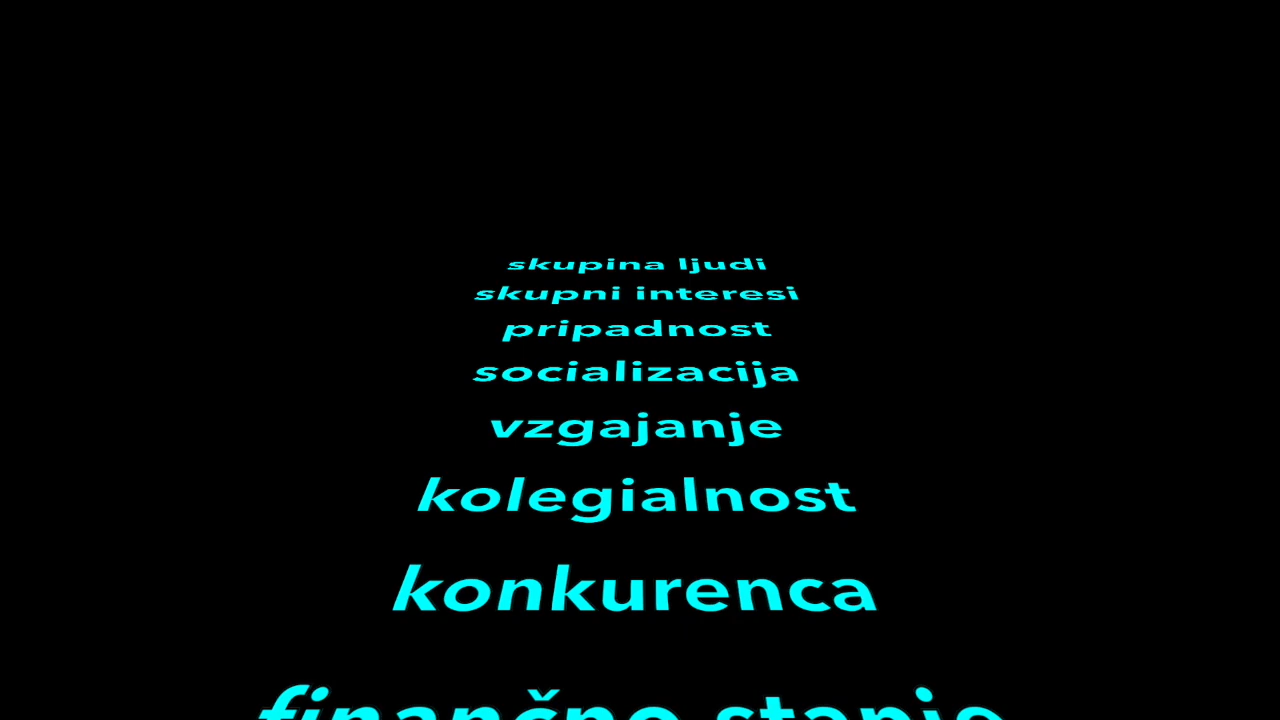 skupina ljudi
skupni interesi
pripadnost
socializacija
vzgajanje
kolegialnost
konkurenca
finančno stanje